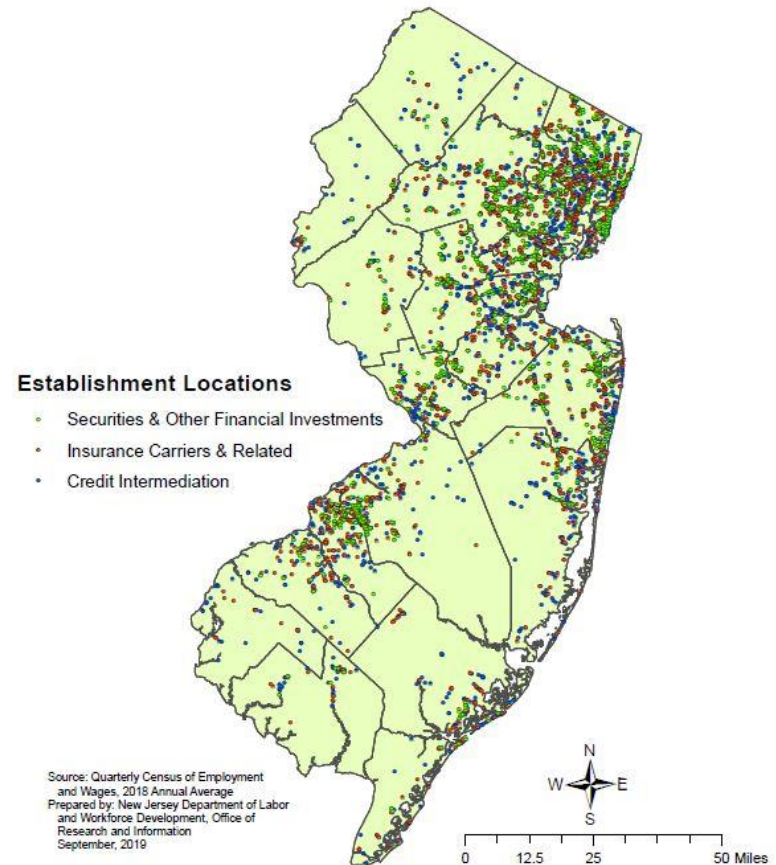 Establishment Locations
Securities & Other Financial Investments
Insurance Carriers & Related
Credit Intermediation
Source: Quarterly Census of Employment
and Wages, 2018 Annual Average
Prepared by: New Jersey Department of Labor
and Workforce Development, Office of
Research and Information
September, 2019
N
W E
S
0 12.5 25 50 Miles